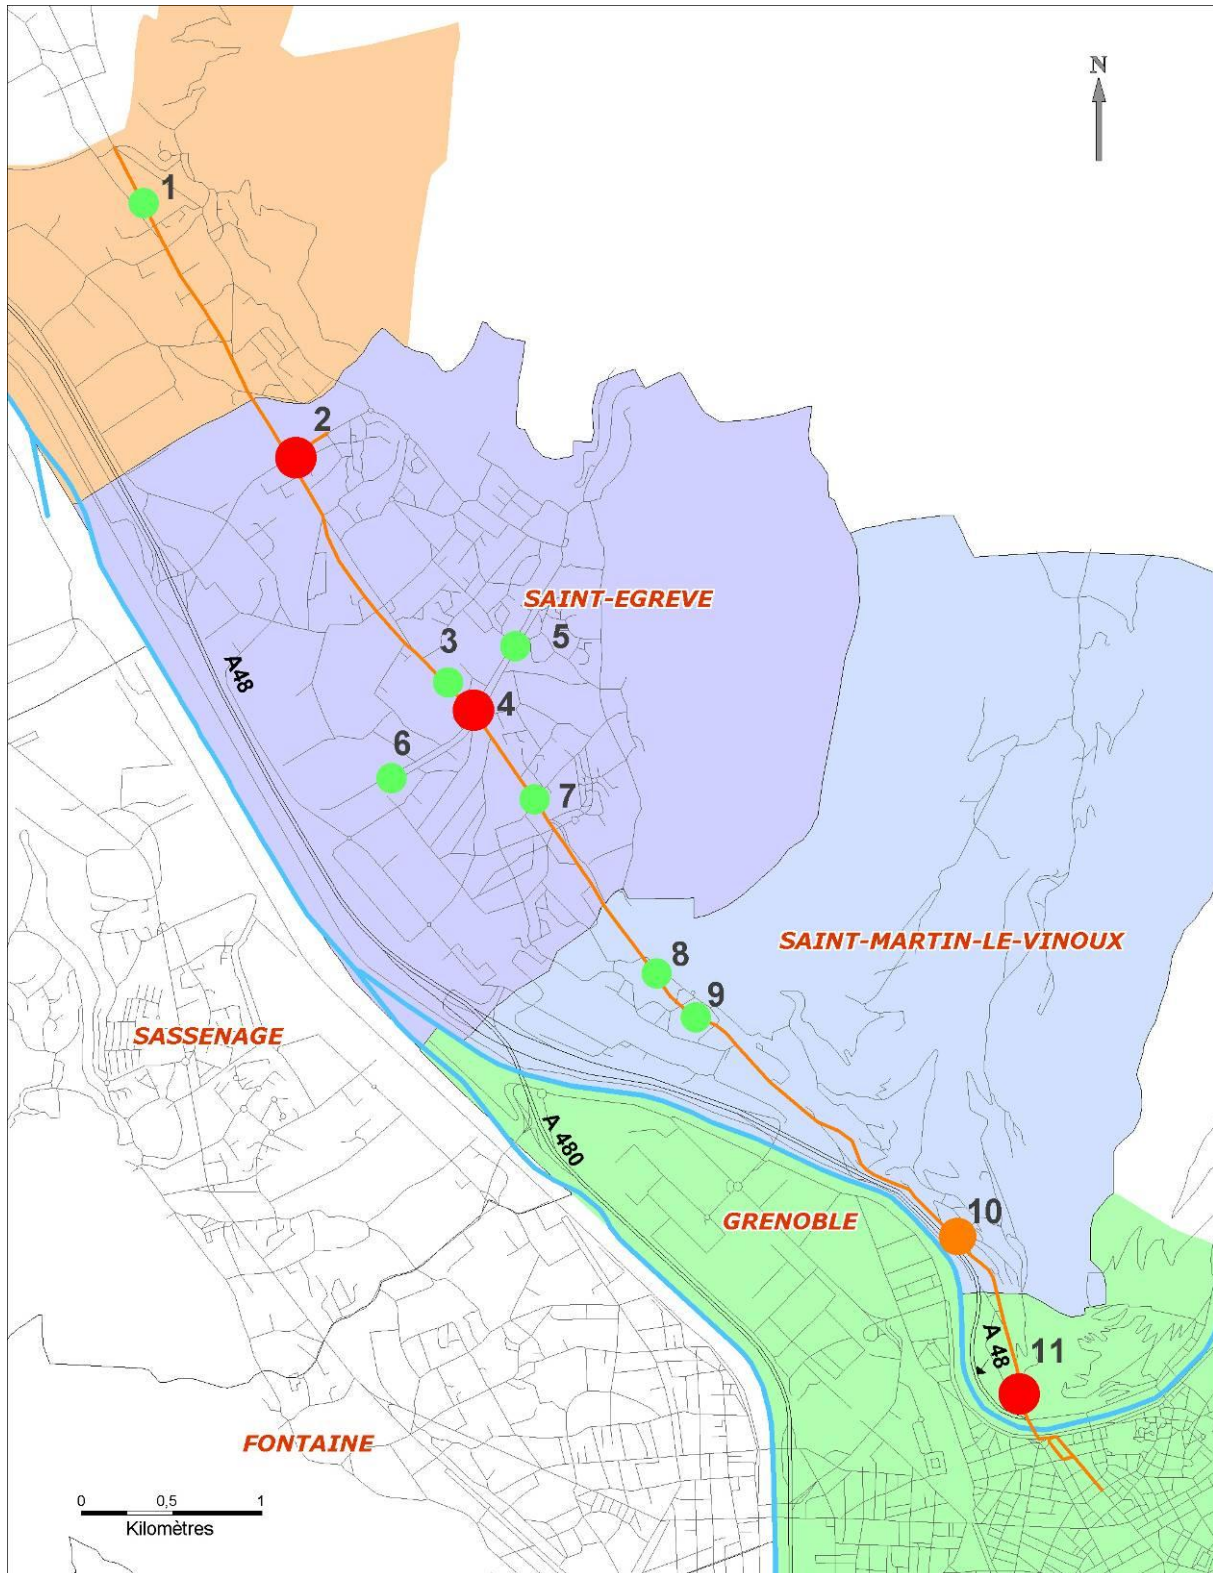 N
1
2
SAINT-EGREVE
3
5
A48
4
6
7
8
SAINT-MARTIN-LE-VINOUX
9
SASSENAGE
A 480
GRENOBLE
10
A 48
11
FONTAINE
0 0,5 1
Kilomètres